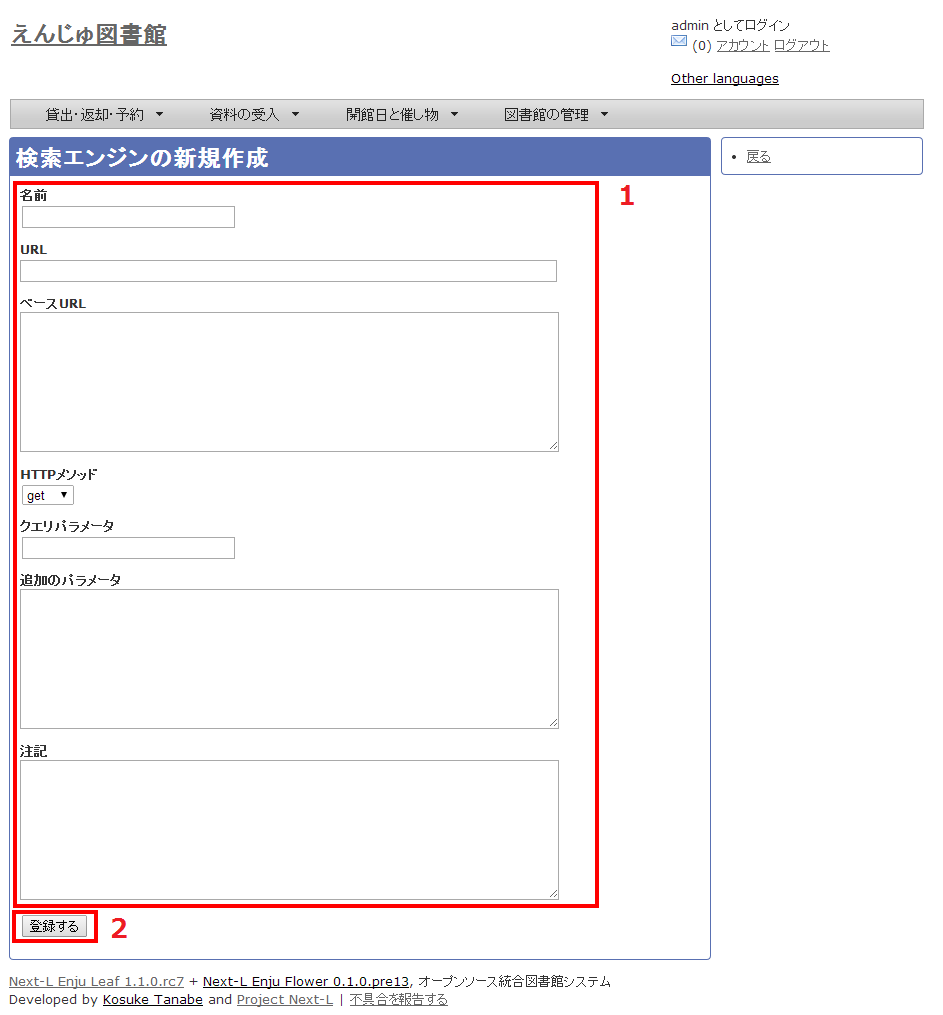 えんじゅ図書館
admin としてログイン
(0) アカウント ログアウト
Other languages
貸出・返却・予約 ▼ 資料の受入 ▼ 開館日と催し物 ▼ 図書館の管理 ▼
検索エンジンの新規作成
• 戻る
1
名前
URL
ベースURL
HTTPメソッド
get ▼
クエリパラメータ
追加のパラメータ
注記
登録する 2
Next-L Enju Leaf 1.1.0.rc7 + Next-L Enju Flower 0.1.0.pre13, オープンソース統合図書館システム
Developed by Kosuke Tanabe and Project Next-L | 不具合を報告する